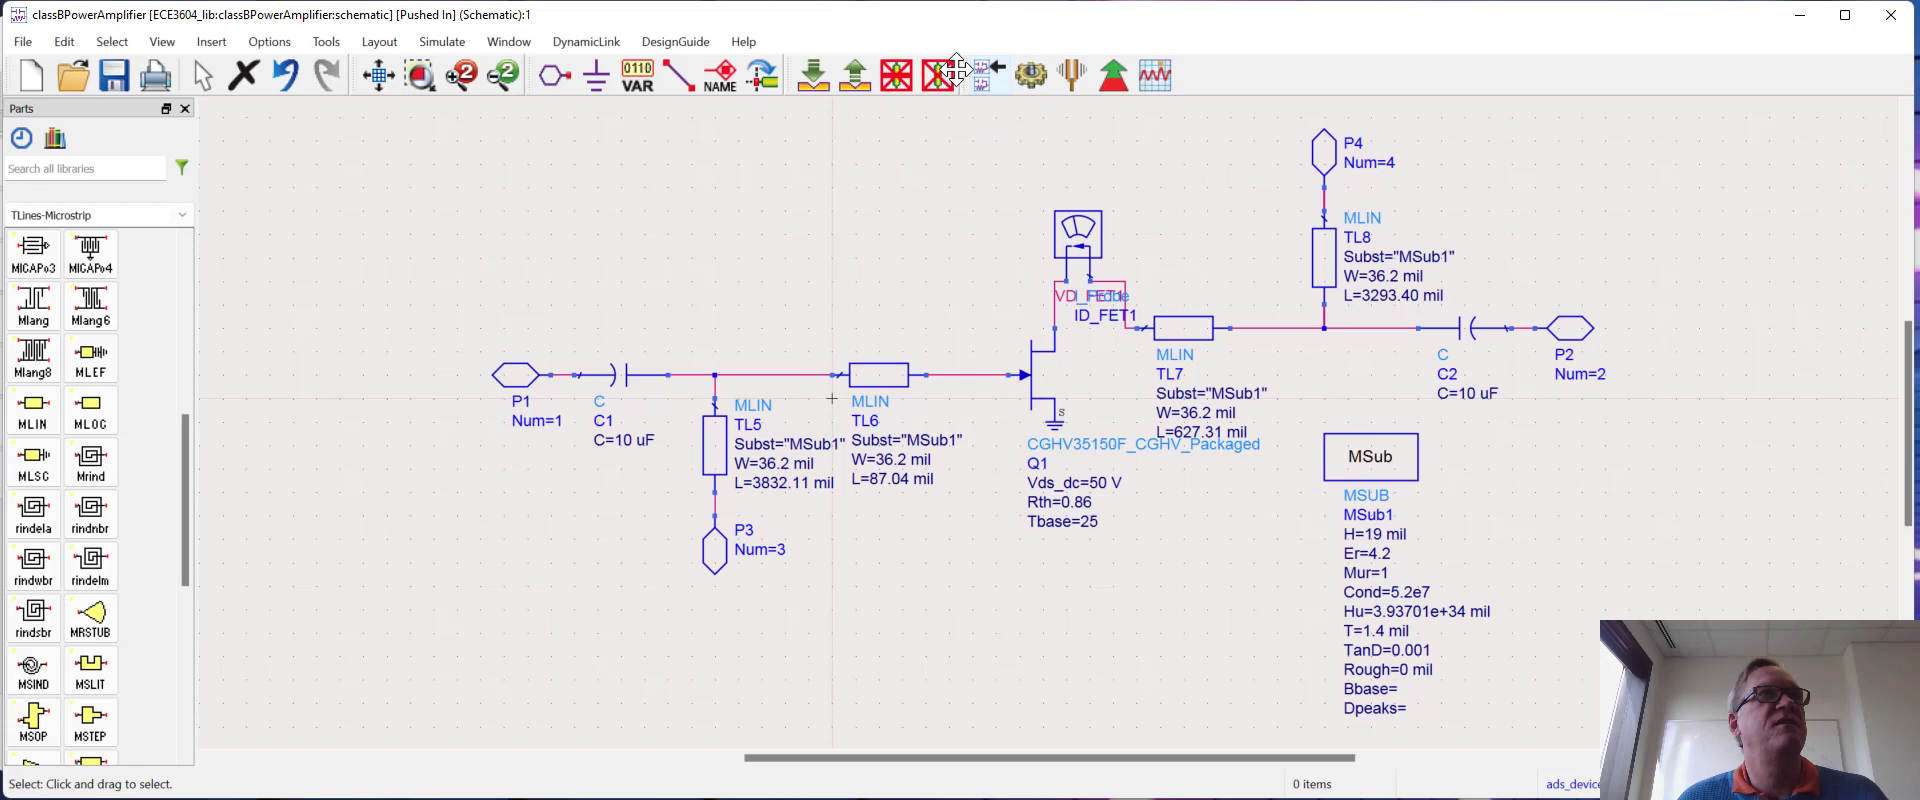 classBPowerAmplifier [ECE3604_lib:classBPowerAmplifier:schematic] [Pushed In] (Schematic):1
File Edit Select View Insert Options Tools Layout Simulate Window DynamicLink DesignGuide Help
2 2 0110 VAR NAME
Parts
Search all libraries
TLines-Microstrip
MICAPo3 MICAPo4
Mlang Mlang6
Mlang8 MLEF
MLIN MLOC
MLSC Mrind
rindela rindnbr
rindwbr rindelm
rindsbr MRSTUB
MSIND MSLIT
MSOP MSTEP
P1
Num=1
C
C1
C=10 uF
MLIN
TL5
Subst="MSub1"
W=36.2 mil
L=3832.11 mil
P3
Num=3
MLIN
TL6
Subst="MSub1"
W=36.2 mil
L=87.04 mil
VD_FET1
I_Probe
ID_FET1
S
CGHV35150F_CGHV_Packaged
Q1
Vds_dc=50 V
Rth=0.86
Tbase=25
MLIN
TL7
Subst="MSub1"
W=36.2 mil
L=627.31 mil
P4
Num=4
MLIN
TL8
Subst="MSub1"
W=36.2 mil
L=3293.40 mil
C
C2
C=10 uF
P2
Num=2
MSub
MSUB
MSub1
H=19 mil
Er=4.2
Mur=1
Cond=5.2e7
Hu=3.93701e+34 mil
T=1.4 mil
TanD=0.001
Rough=0 mil
Bbase=
Dpeaks=
Select: Click and drag to select.
0 items
ads_device